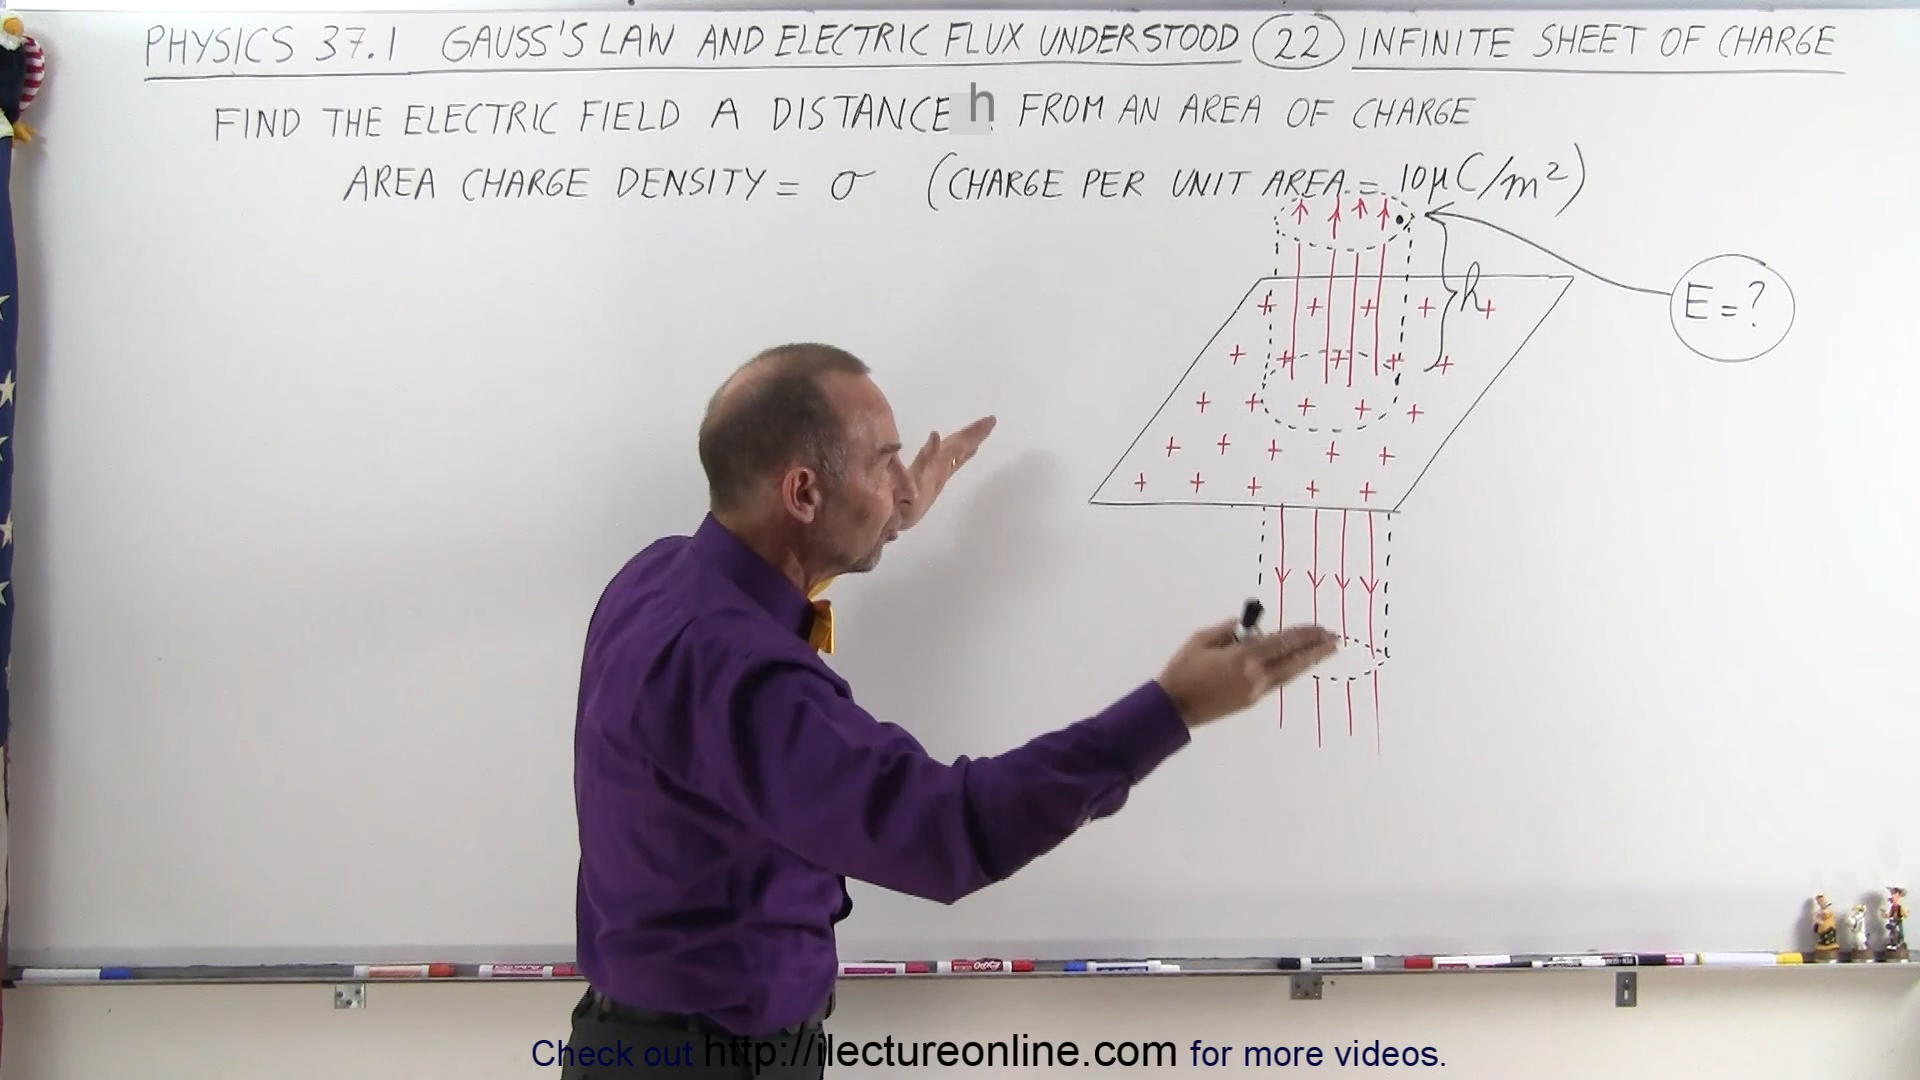 PHYSICS 37.1 GAUSS'S LAW AND ELECTRIC FLUX UNDERSTOOD 22 INFINITE SHEET OF CHARGE
FIND THE ELECTRIC FIELD A DISTANCE h FROM AN AREA OF CHARGE
AREA CHARGE DENSITY = σ (CHARGE PER UNIT AREA = 10μC/m²)
h
E = ?
Check out http://ilectureonline.com for more videos.